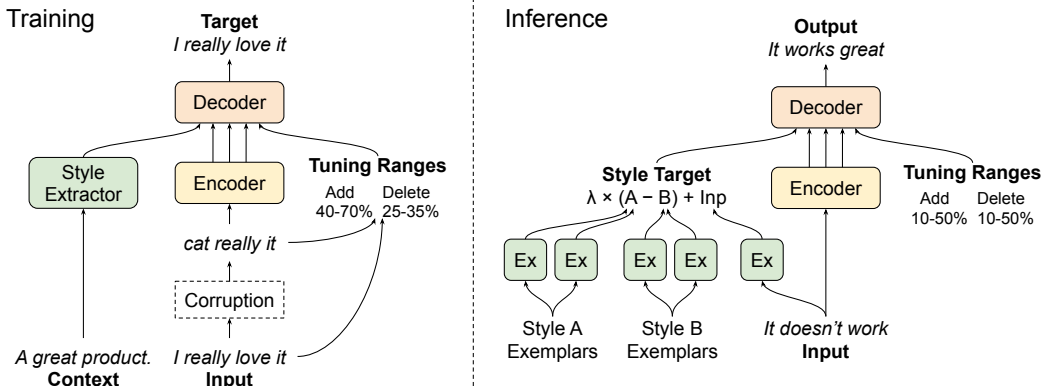 Training
Target
I really love it
Decoder
Style
Extractor
Encoder
Tuning Ranges
Add Delete
40-70% 25-35%
cat really it
Corruption
A great product.
Context
I really love it
Input
Inference
Output
It works great
Decoder
Style Target
λ × (A − B) + Inp
Encoder
Tuning Ranges
Add Delete
10-50% 10-50%
Ex Ex Ex Ex Ex
Style A
Exemplars
Style B
Exemplars
It doesn't work
Input